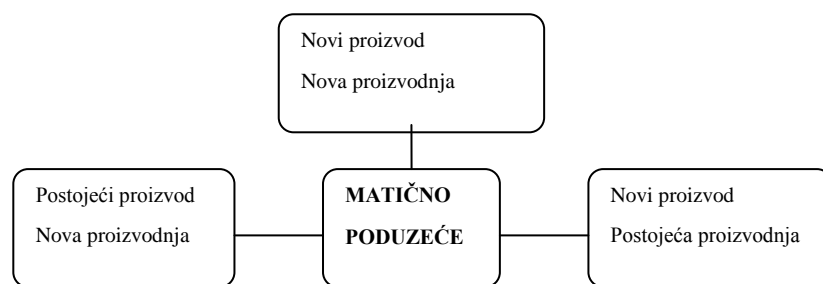 Novi proizvod
Nova proizvodnja
Postojeći proizvod
Nova proizvodnja
MATIČNO
PODUZEĆE
Novi proizvod
Postojeća proizvodnja